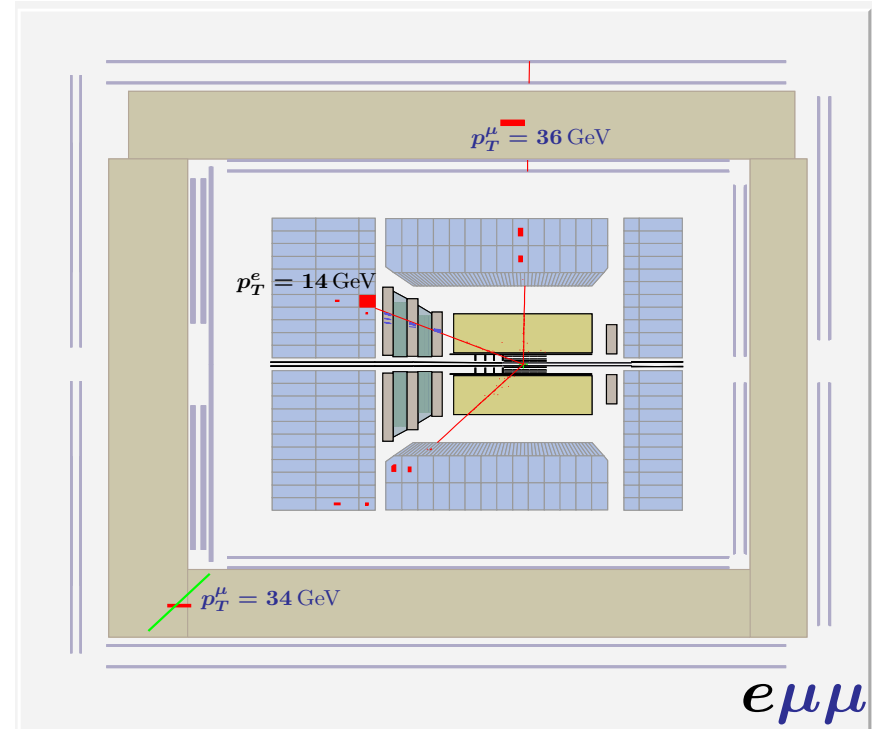 p_T^μ = 36 GeV
p_T^e = 14 GeV
p_T^μ = 34 GeV
eμμ